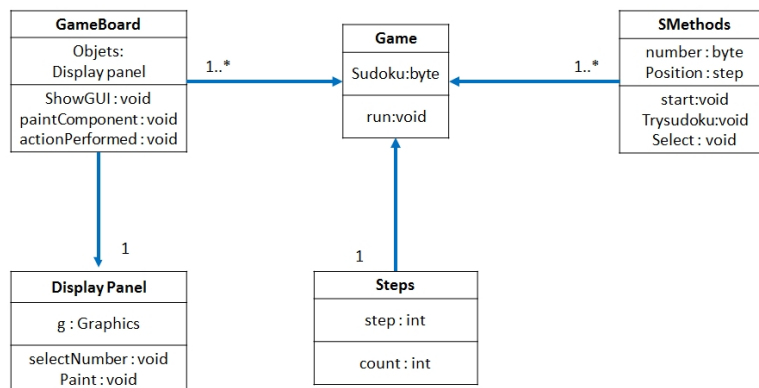 GameBoard
Objets:
Display panel
ShowGUI : void
paintComponent : void
actionPerformed : void
1..*
Game
Sudoku:byte
run:void
1..*
SMethods
number : byte
Position : step
start:void
Trysudoku:void
Select : void
1
Display Panel
g : Graphics
selectNumber : void
Paint : void
1
Steps
step : int
count : int